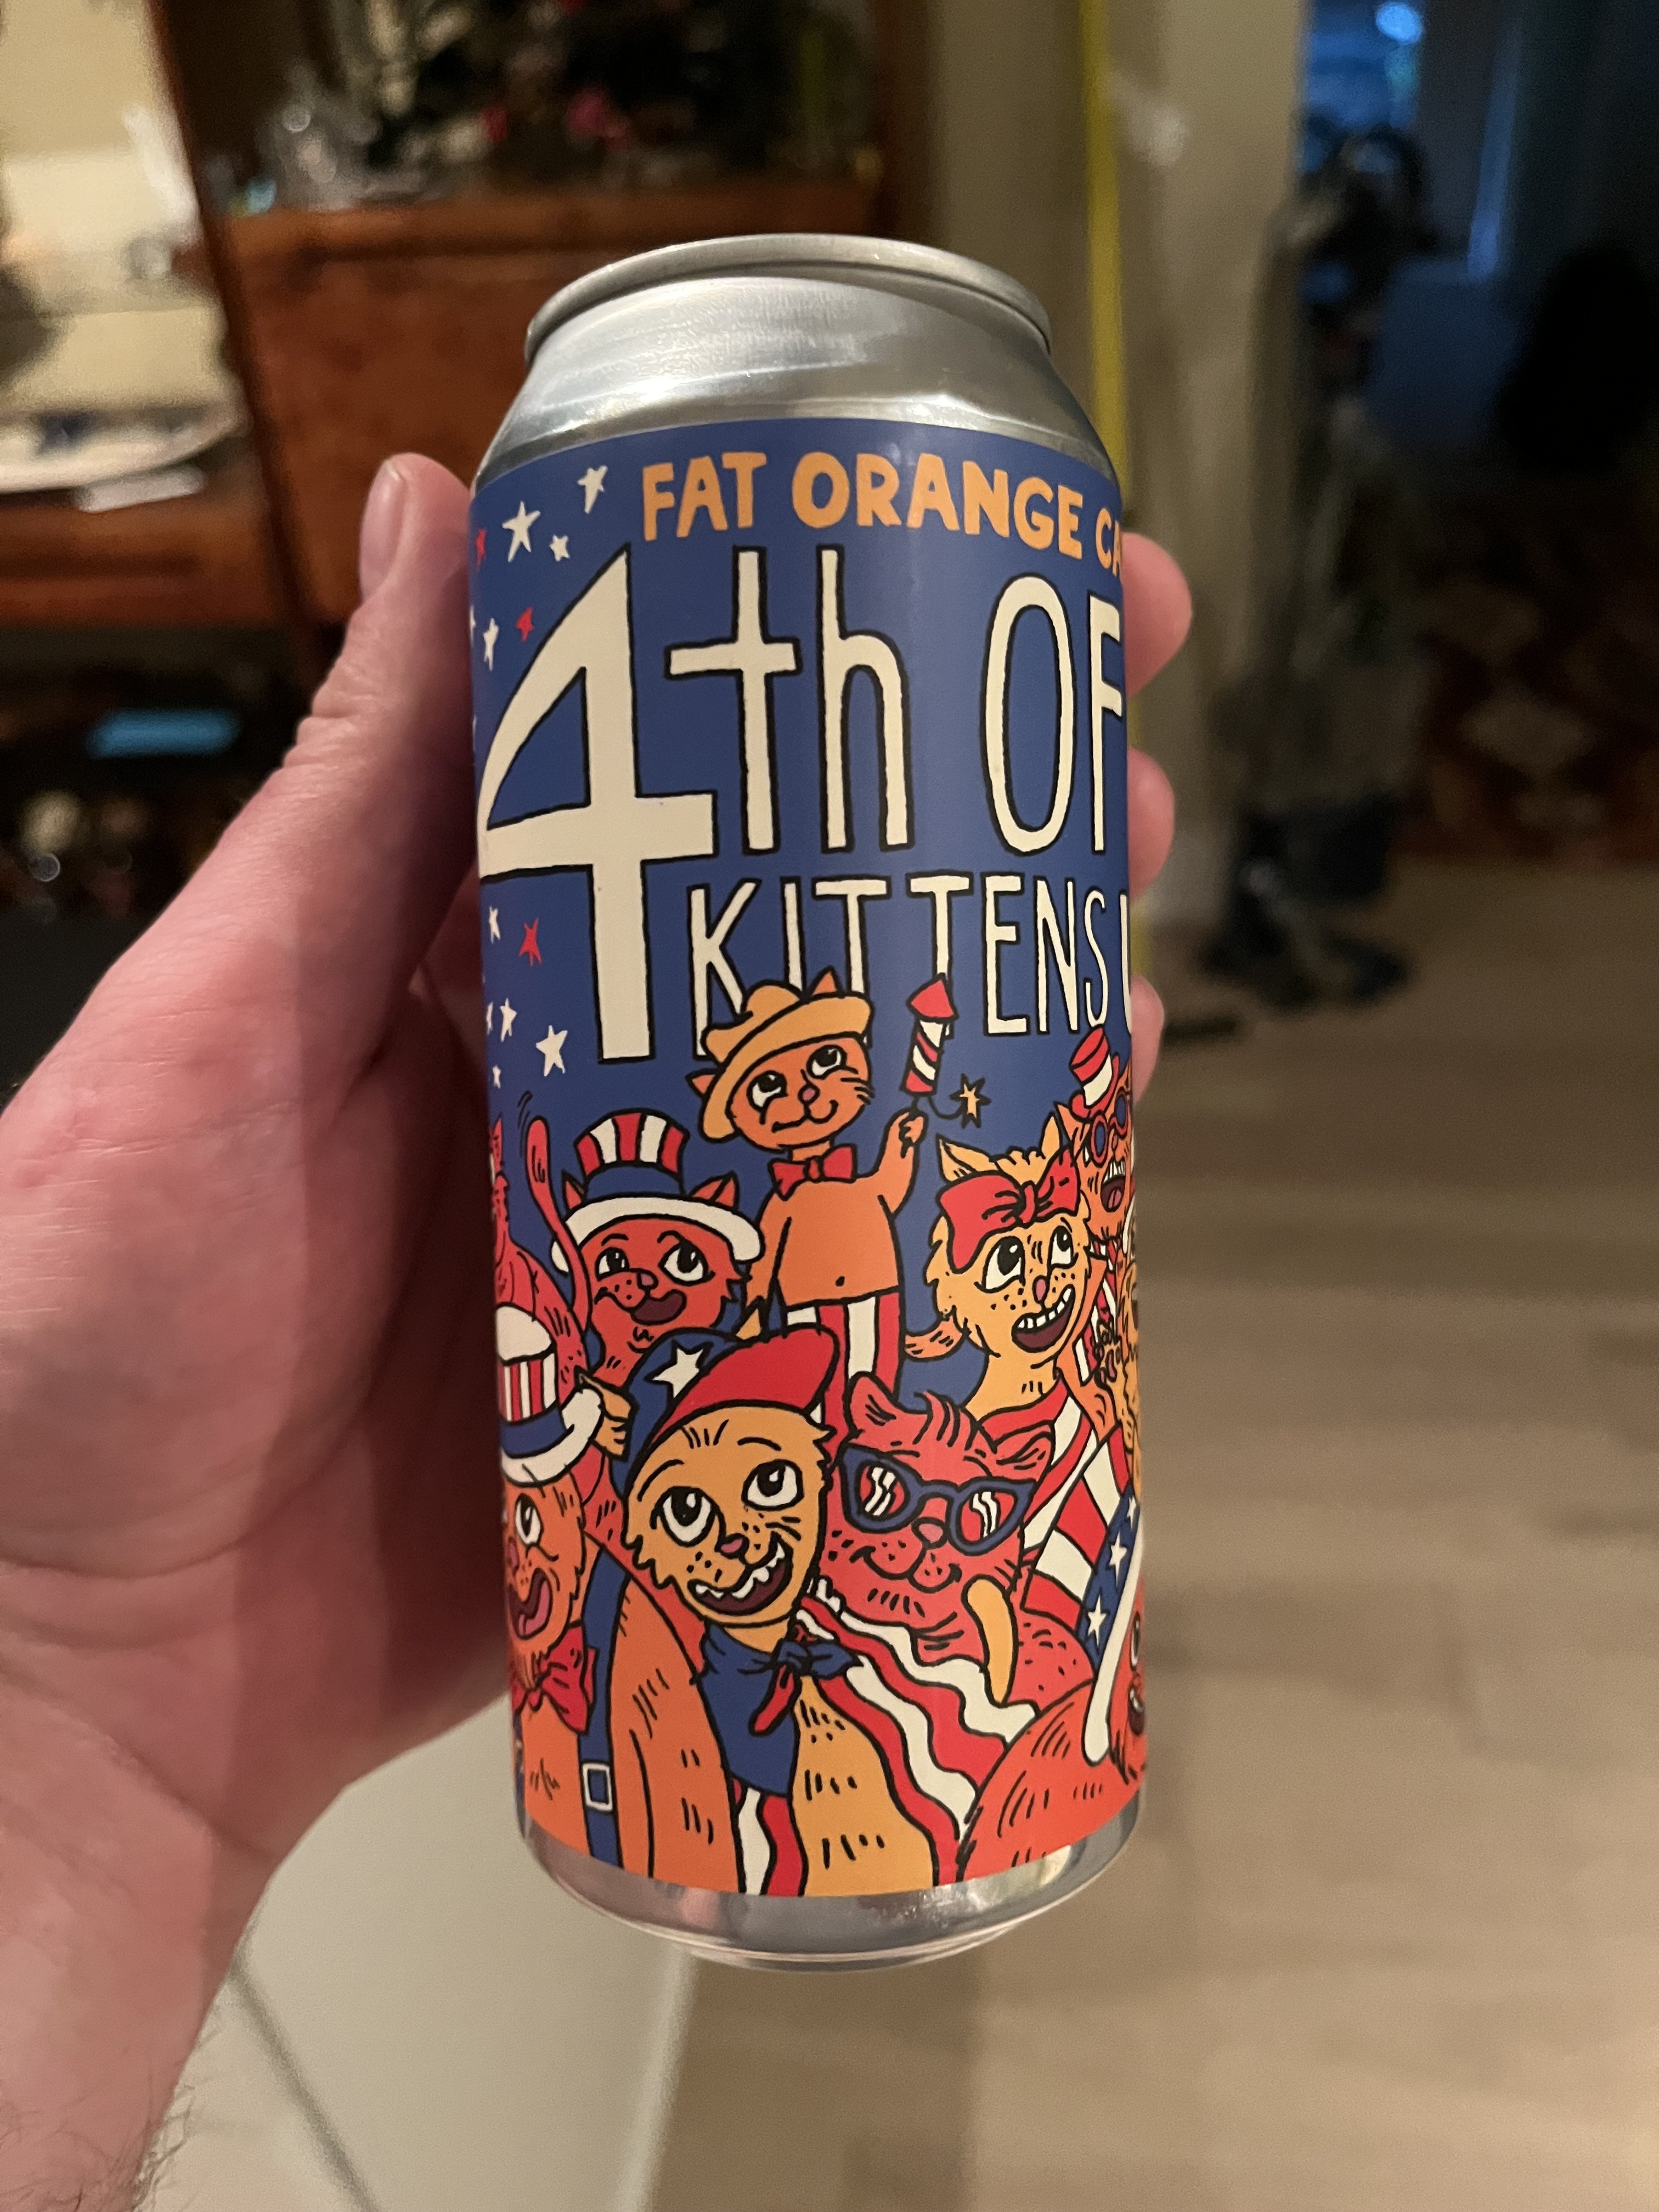 FAT ORANGE CA
4th OF
KITTENS